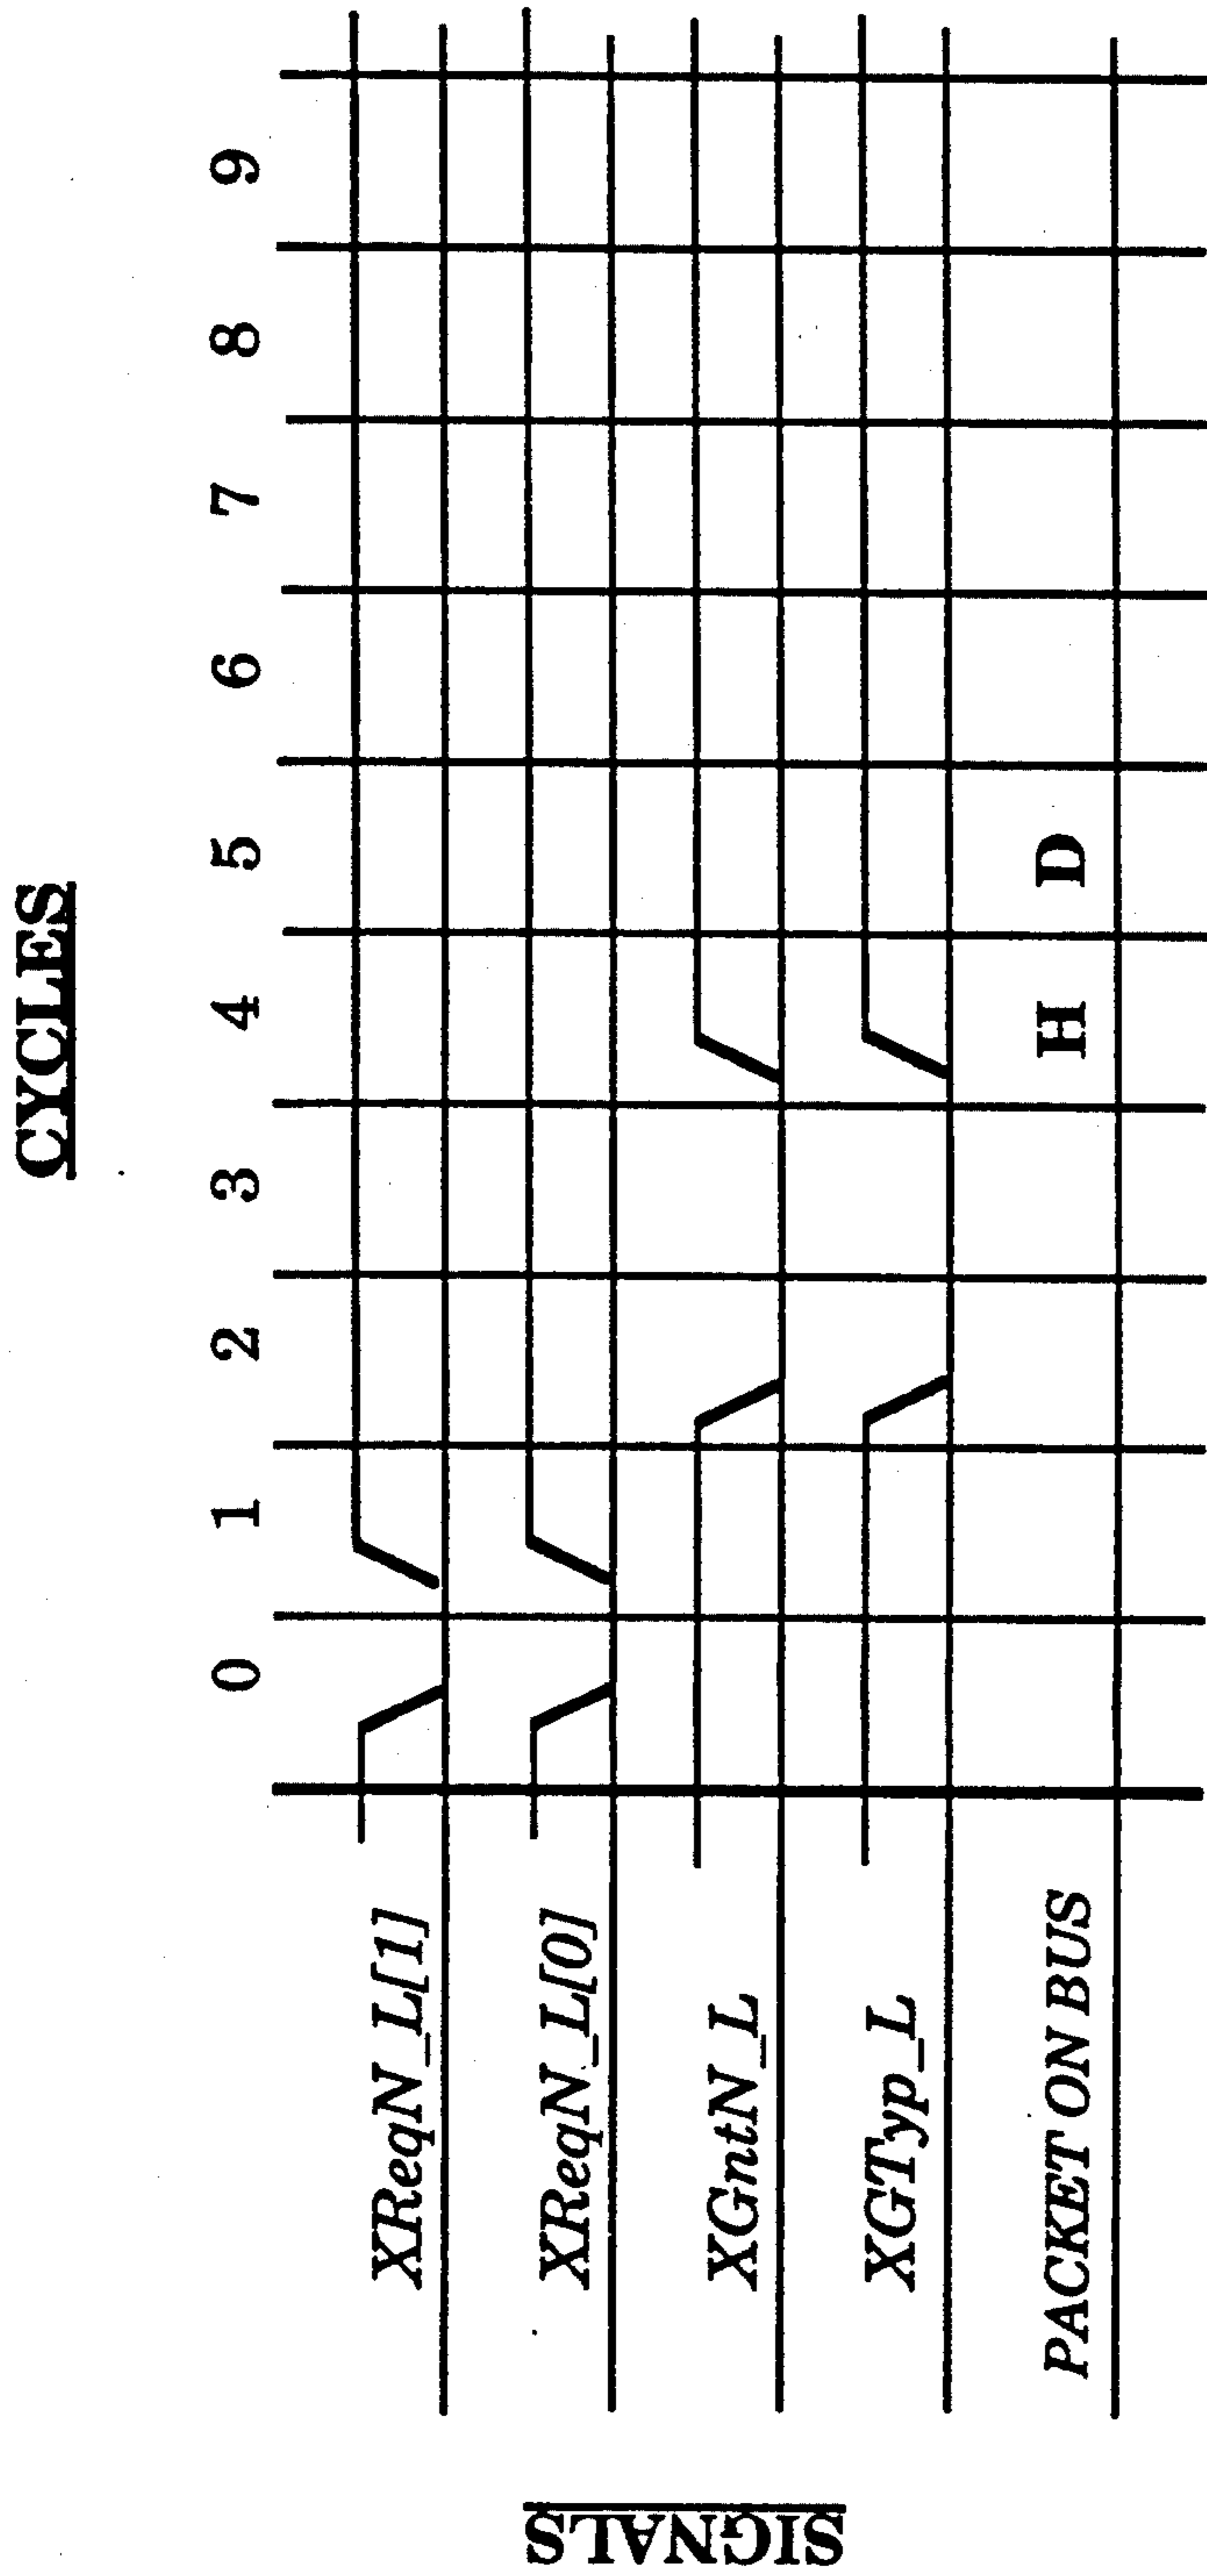 CYCLES
0 1 2 3 4 5 6 7 8 9
XReqN_L[1]
XReqN_L[0]
XGntN_L
XGTyp_L
PACKET ON BUS H D
SIGNALS